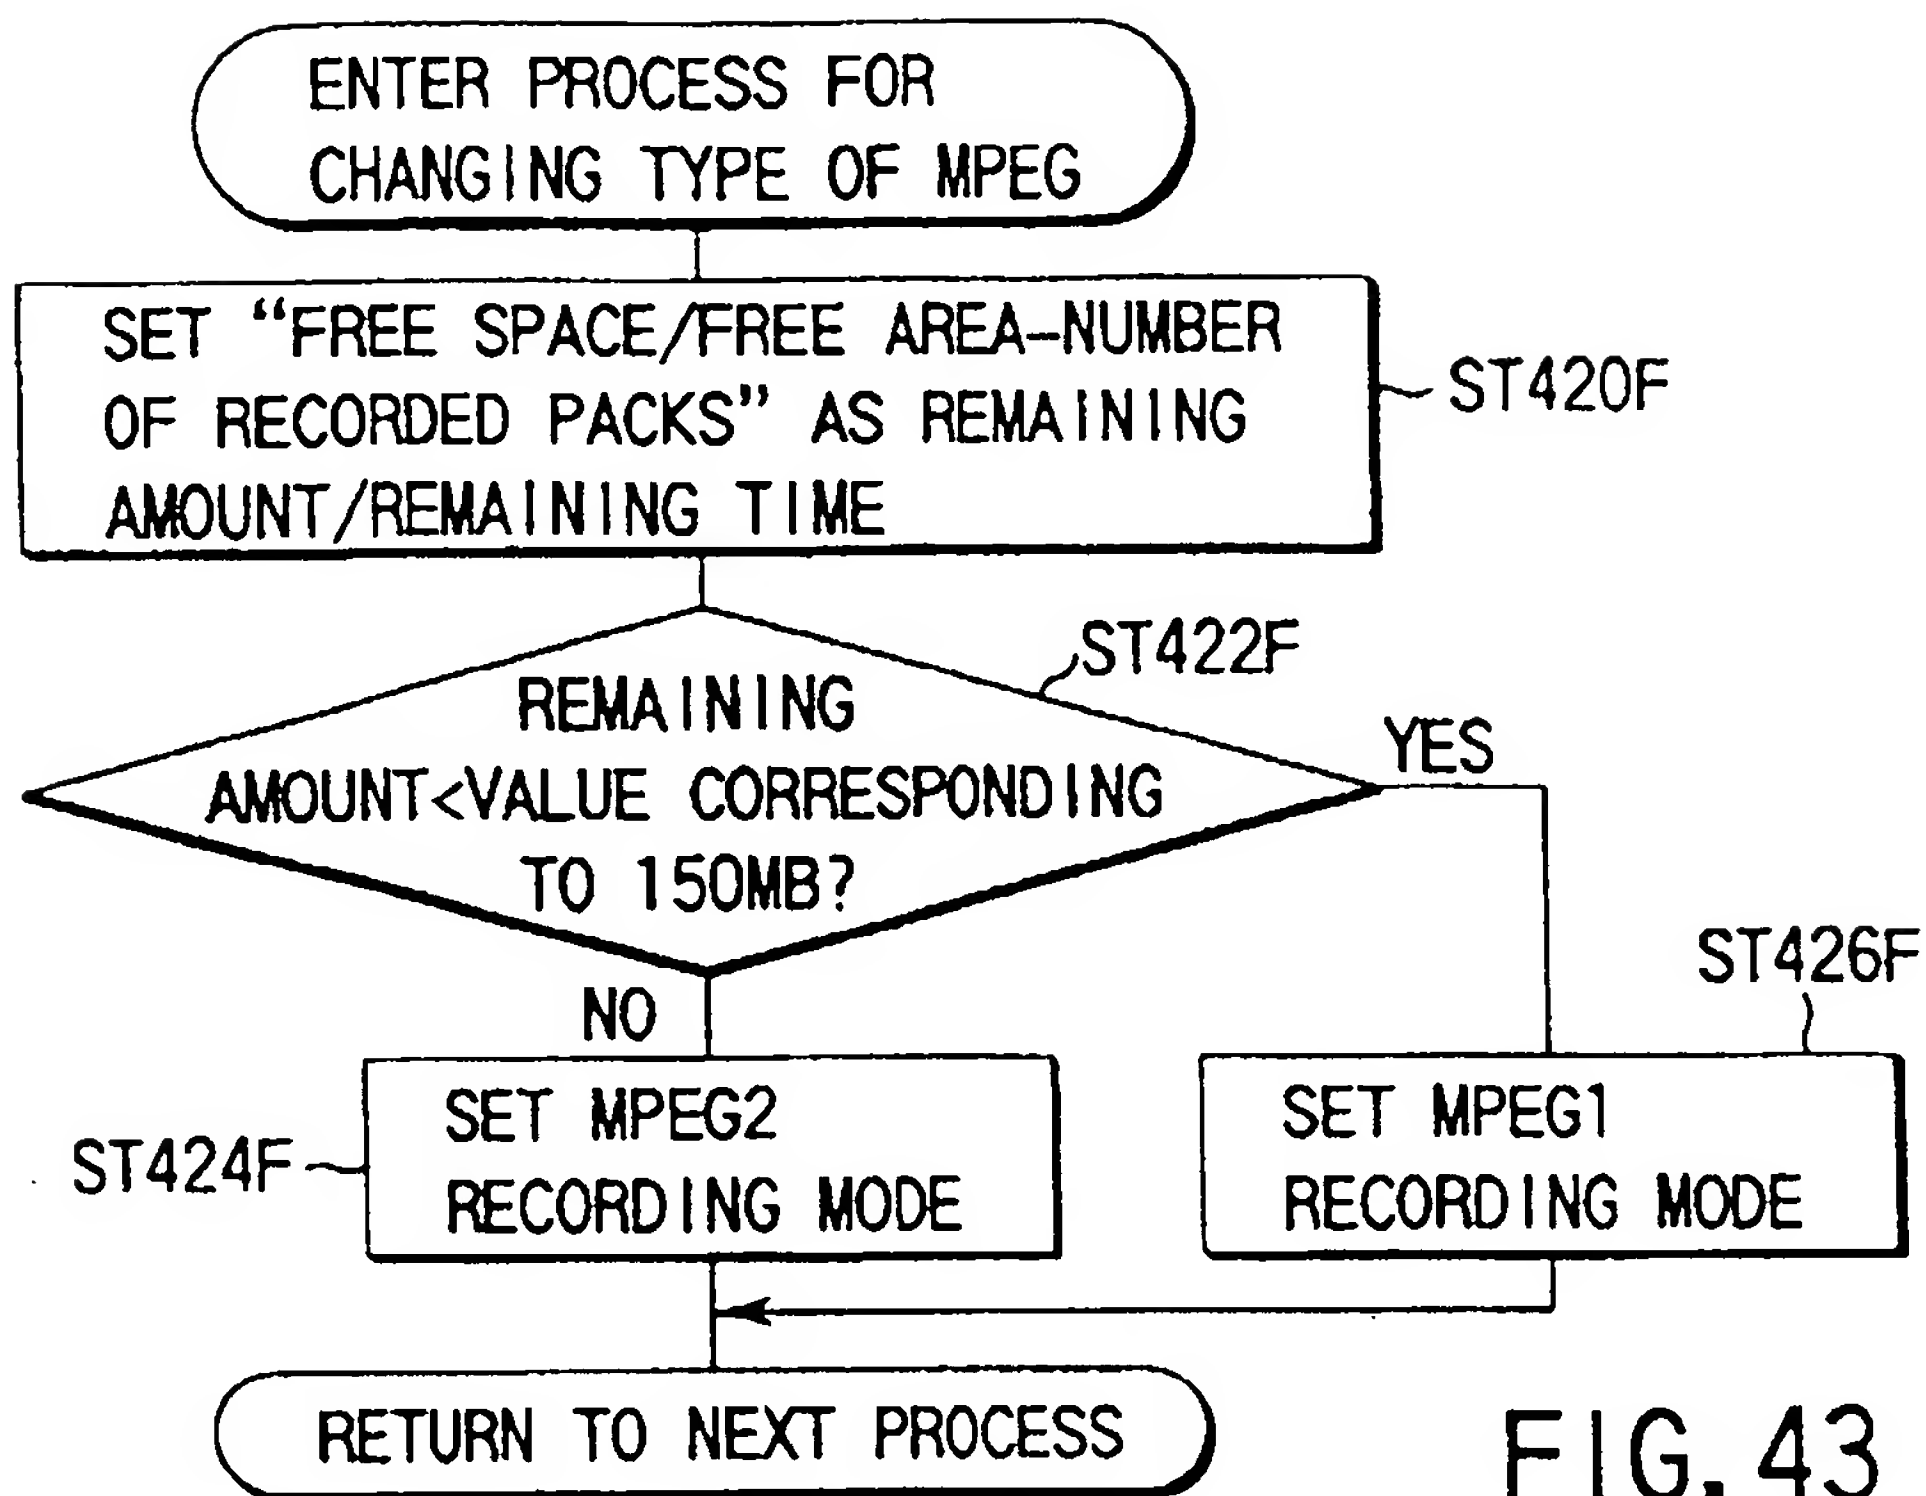 ENTER PROCESS FOR
CHANGING TYPE OF MPEG
SET “FREE SPACE/FREE AREA-NUMBER
OF RECORDED PACKS” AS REMAINING
AMOUNT/REMAINING TIME
ST420F
ST422F
REMAINING
AMOUNT<VALUE CORRESPONDING
TO 150MB?
YES
NO
ST426F
SET MPEG2
RECORDING MODE
ST424F
SET MPEG1
RECORDING MODE
RETURN TO NEXT PROCESS
FIG. 43